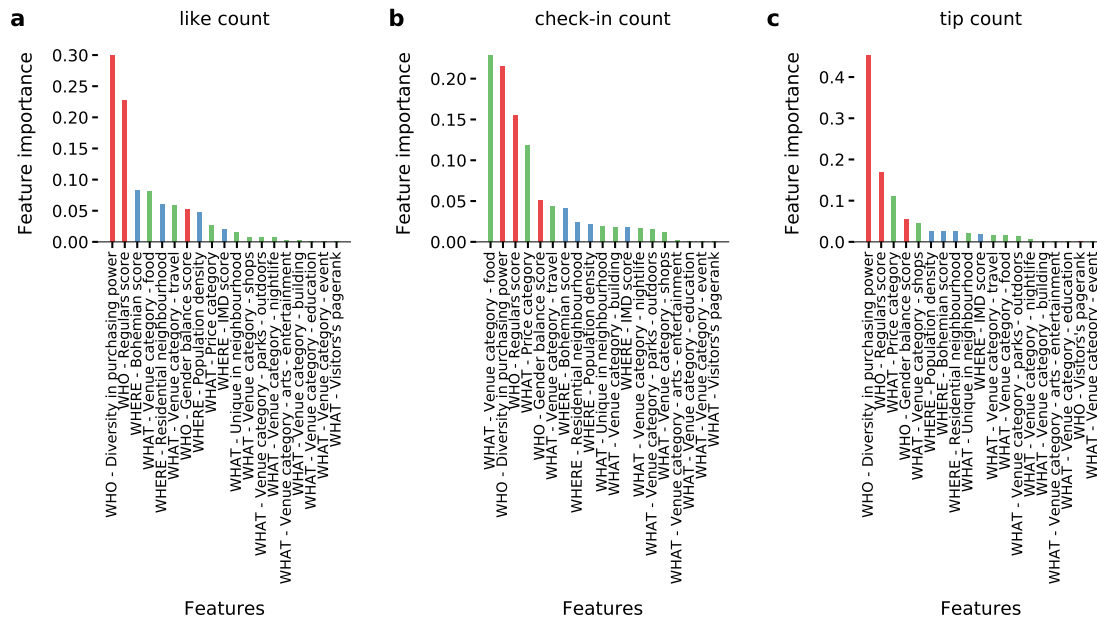 a
like count
Feature importance
0.30
0.25
0.20
0.15
0.10
0.05
0.00
WHO - Diversity in purchasing power
WHO - Regulars score
WHERE - Bohemian score
WHAT - Venue category - food
WHERE - Residential neighbourhood
WHAT - Venue category - travel
WHO - Gender balance score
WHERE - Population density
WHAT - Price category
WHERE - IMD score
WHAT - Unique in neighbourhood
WHAT - Venue category - shops
WHAT - Venue category - parks - outdoors
WHAT - Venue category - nightlife
WHAT - Venue category - arts - entertainment
WHAT - Venue category - building
WHAT - Venue category - education
WHAT - Venue category - event
WHAT - Visitors's pagerank
Features
b
check-in count
Feature importance
0.20
0.15
0.10
0.05
0.00
WHAT - Venue category - food
WHO - Diversity in purchasing power
WHO - Regulars score
WHAT - Price category
WHO - Gender balance score
WHAT - Venue category - travel
WHERE - Bohemian score
WHERE - Residential neighbourhood
WHERE - Population density
WHAT - Unique in neighbourhood
WHAT - Venue category - building
WHERE - IMD score
WHAT - Venue category - nightlife
WHAT - Venue category - parks - outdoors
WHAT - Venue category - shops
WHAT - Venue category - arts - entertainment
WHAT - Venue category - education
WHAT - Venue category - event
WHAT - Visitors's pagerank
Features
c
tip count
Feature importance
0.4
0.3
0.2
0.1
0.0
WHO - Diversity in purchasing power
WHO - Regulars score
WHAT - Price category
WHO - Gender balance score
WHAT - Venue category - shops
WHERE - Population density
WHERE - Bohemian score
WHERE - Residential neighbourhood
WHAT - Unique in neighbourhood
WHERE - IMD score
WHAT - Venue category - travel
WHAT - Venue category - food
WHAT - Venue category - parks - outdoors
WHAT - Venue category - nightlife
WHAT - Venue category - building
WHAT - Venue category - arts - entertainment
WHAT - Venue category - education
WHO - Visitors's pagerank
WHAT - Venue category - event
Features